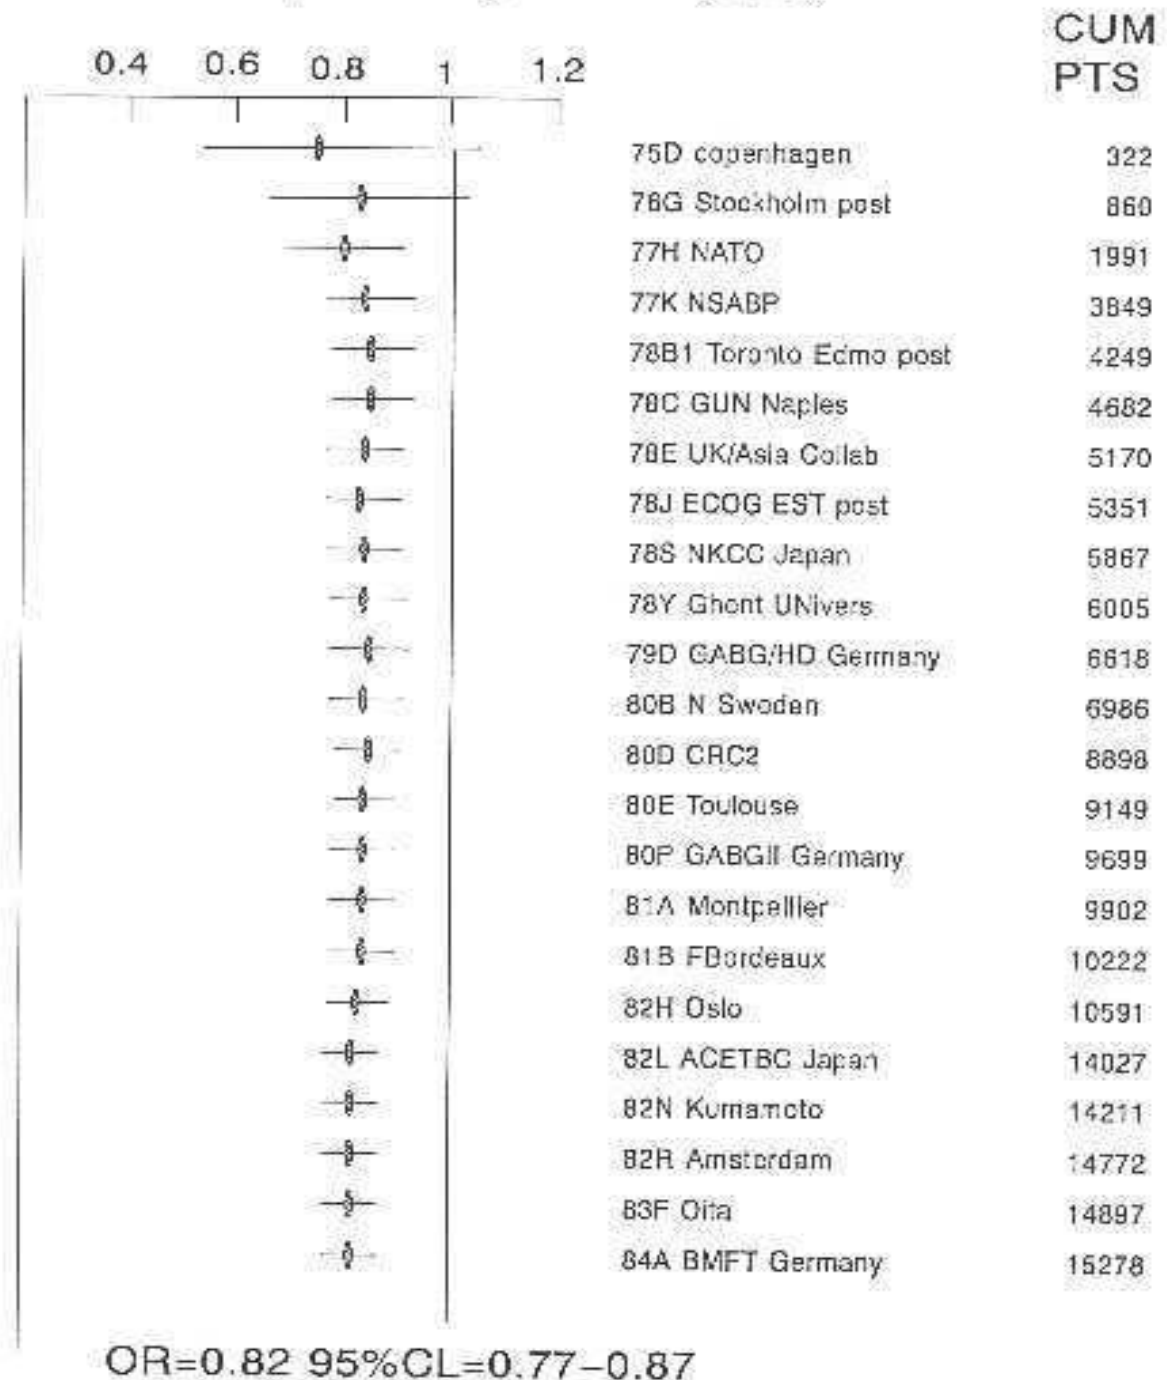 CUM
PTS
0.4 0.6 0.8 1 1.2
75D copenhagen 322
76G Stockholm post 860
77H NATO 1991
77K NSABP 3849
78B1 Toronto Edmo post 4249
78C GUN Naples 4682
78E UK/Asia Collab 5170
78J ECOG EST post 5351
78S NKCC Japan 5867
78Y Ghent UNivers 6005
79D GABG/HD Germany 6618
80B N Sweden 6986
80D CRC2 8898
80E Toulouse 9149
80P GABGII Germany 9699
81A Montpellier 9902
81B FBordeaux 10222
82H Oslo 10591
82L ACETBC Japan 14027
82N Kumamoto 14211
82R Amsterdam 14772
83F Oita 14897
84A BMFT Germany 15278
OR=0.82 95%CL=0.77-0.87